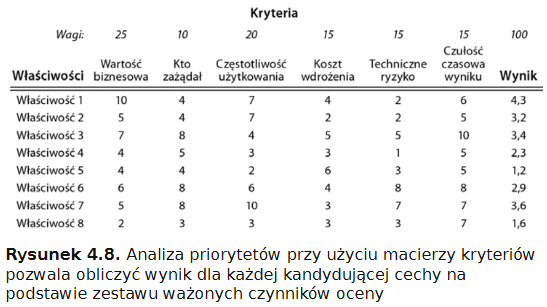 Kryteria
Wagi: 25 10 20 15 15 15 100
Właściwości Wartość biznesowa Kto zażądał Częstotliwość użytkowania Koszt wdrożenia Techniczne ryzyko Czułość czasowa wyniku Wynik
Właściwość 1 10 4 7 4 2 6 4,3
Właściwość 2 5 4 7 2 2 5 3,2
Właściwość 3 7 8 4 5 5 10 3,4
Właściwość 4 4 5 3 3 1 5 2,3
Właściwość 5 4 4 2 6 3 5 1,2
Właściwość 6 6 8 6 4 8 8 2,9
Właściwość 7 5 8 10 3 7 7 3,6
Właściwość 8 2 3 3 3 3 7 1,6
Rysunek 4.8. Analiza priorytetów przy użyciu macierzy kryteriów
pozwala obliczyć wynik dla każdej kandydującej cechy na
podstawie zestawu ważonych czynników oceny